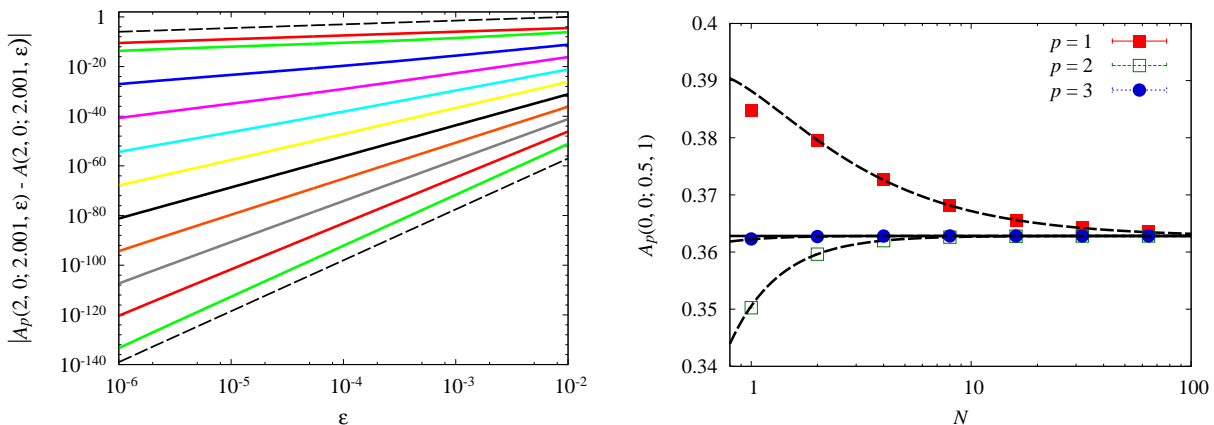 |A_p(2, 0; 2.001, ε) - A(2, 0; 2.001, ε)|
1
10^-20
10^-40
10^-60
10^-80
10^-100
10^-120
10^-140
10^-6 10^-5 10^-4 10^-3 10^-2
ε
A_p(0, 0; 0.5, 1)
0.4
0.39
0.38
0.37
0.36
0.35
0.34
p = 1
p = 2
p = 3
1 10 100
N